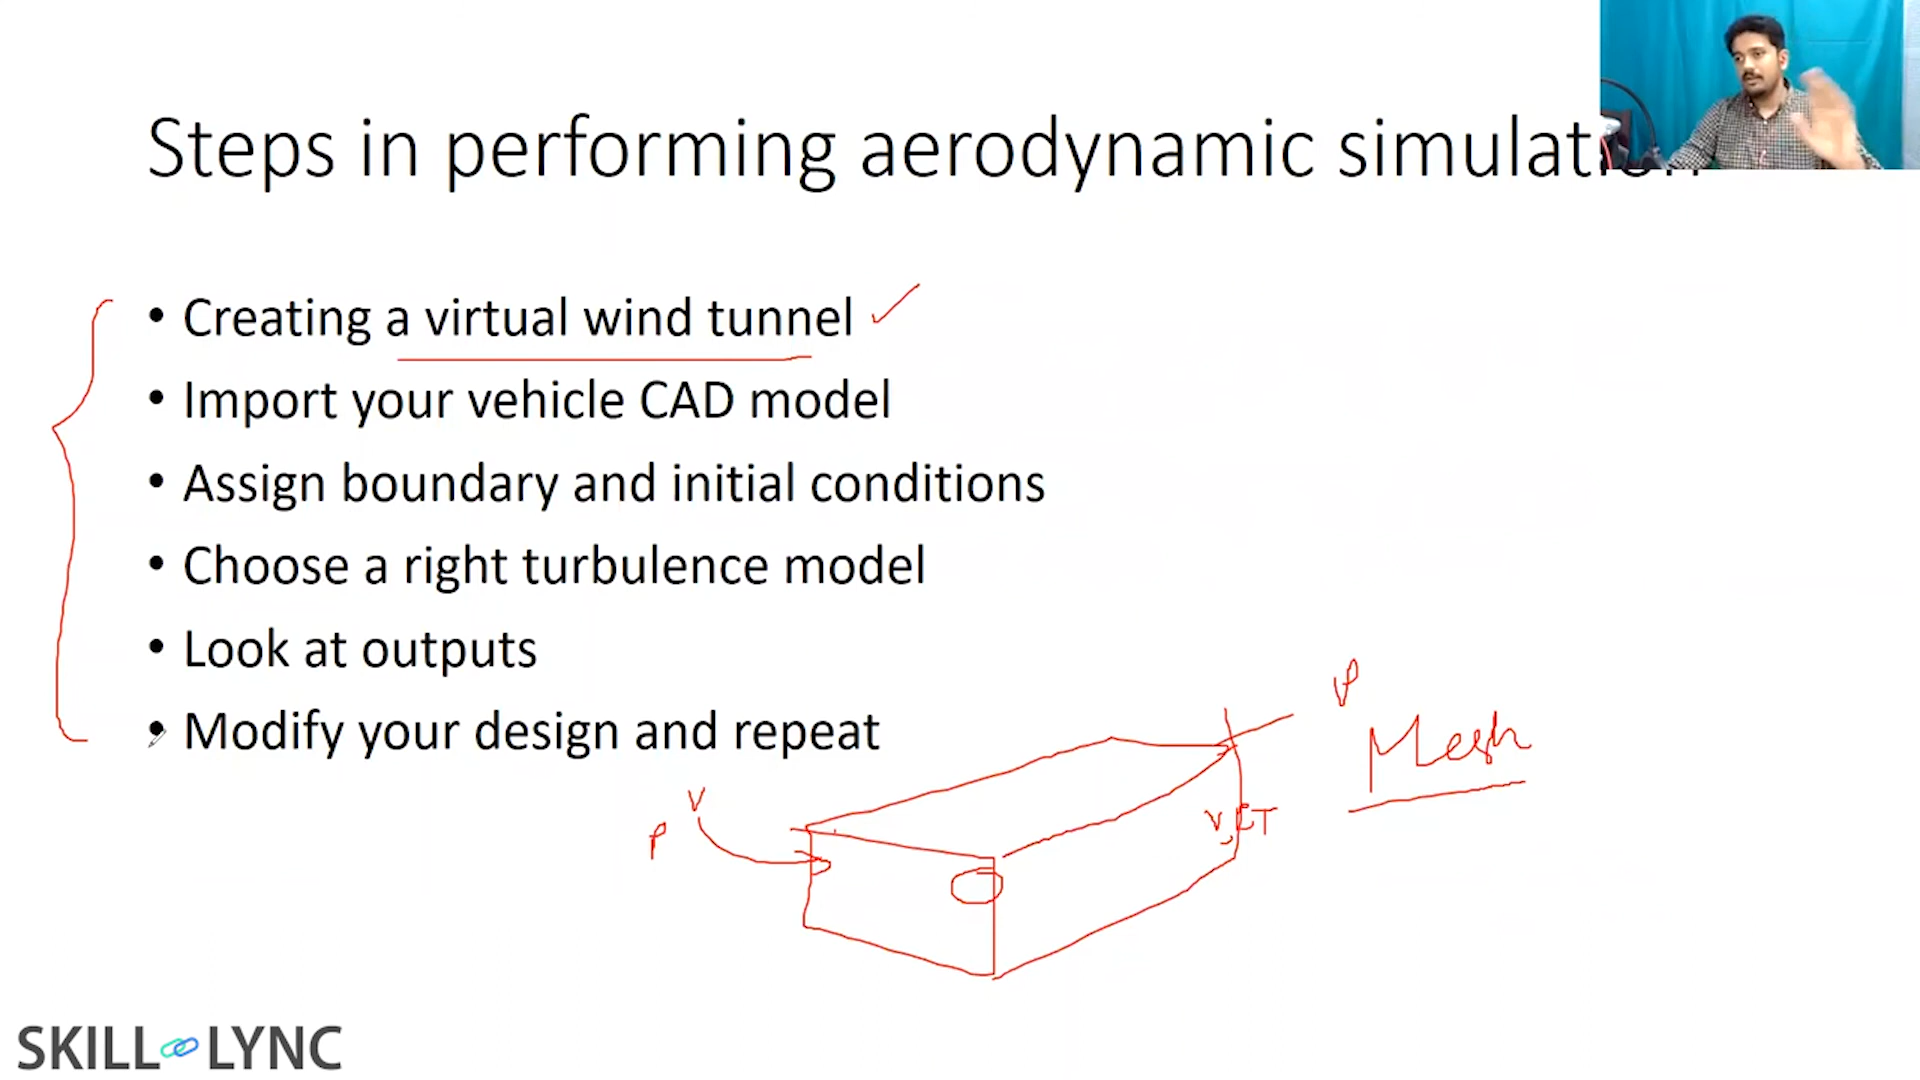 Steps in performing aerodynamic simulation
• Creating a virtual wind tunnel
• Import your vehicle CAD model
• Assign boundary and initial conditions
• Choose a right turbulence model
• Look at outputs
• Modify your design and repeat
P
Mesh
V
P
V, T
SKILL LYNC